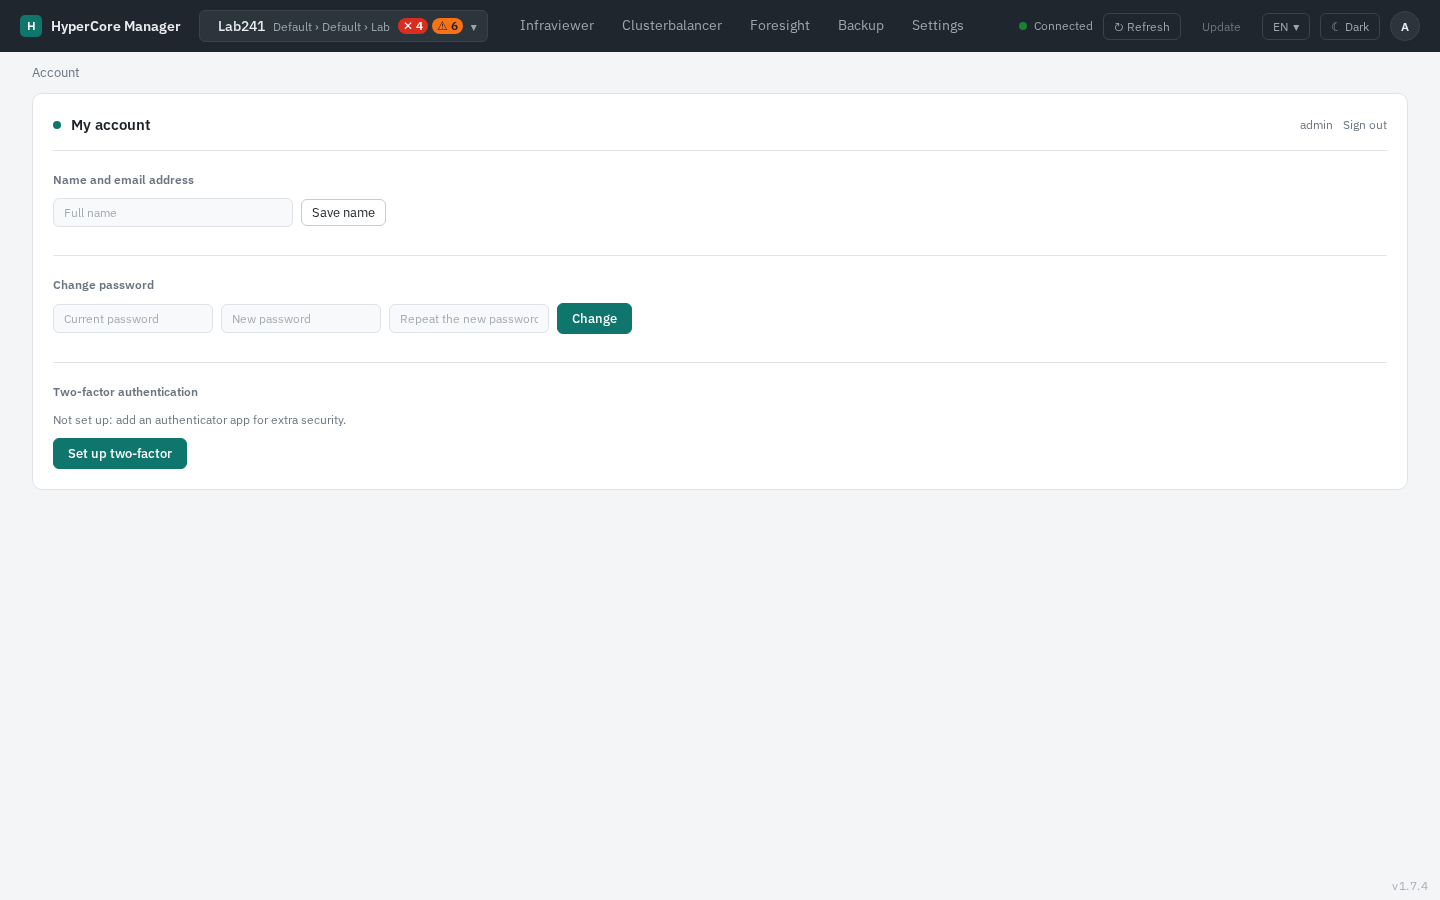 H HyperCore Manager Lab241 Default › Default › Lab ✕ 4 ⚠ 6 ▾ Infraviewer Clusterbalancer Foresight Backup Settings Connected ↻ Refresh Update EN ▾ ☾ Dark A
Account
My account admin Sign out
Name and email address
Full name Save name
Change password
Current password New password Repeat the new password Change
Two-factor authentication
Not set up: add an authenticator app for extra security.
Set up two-factor
v1.7.4